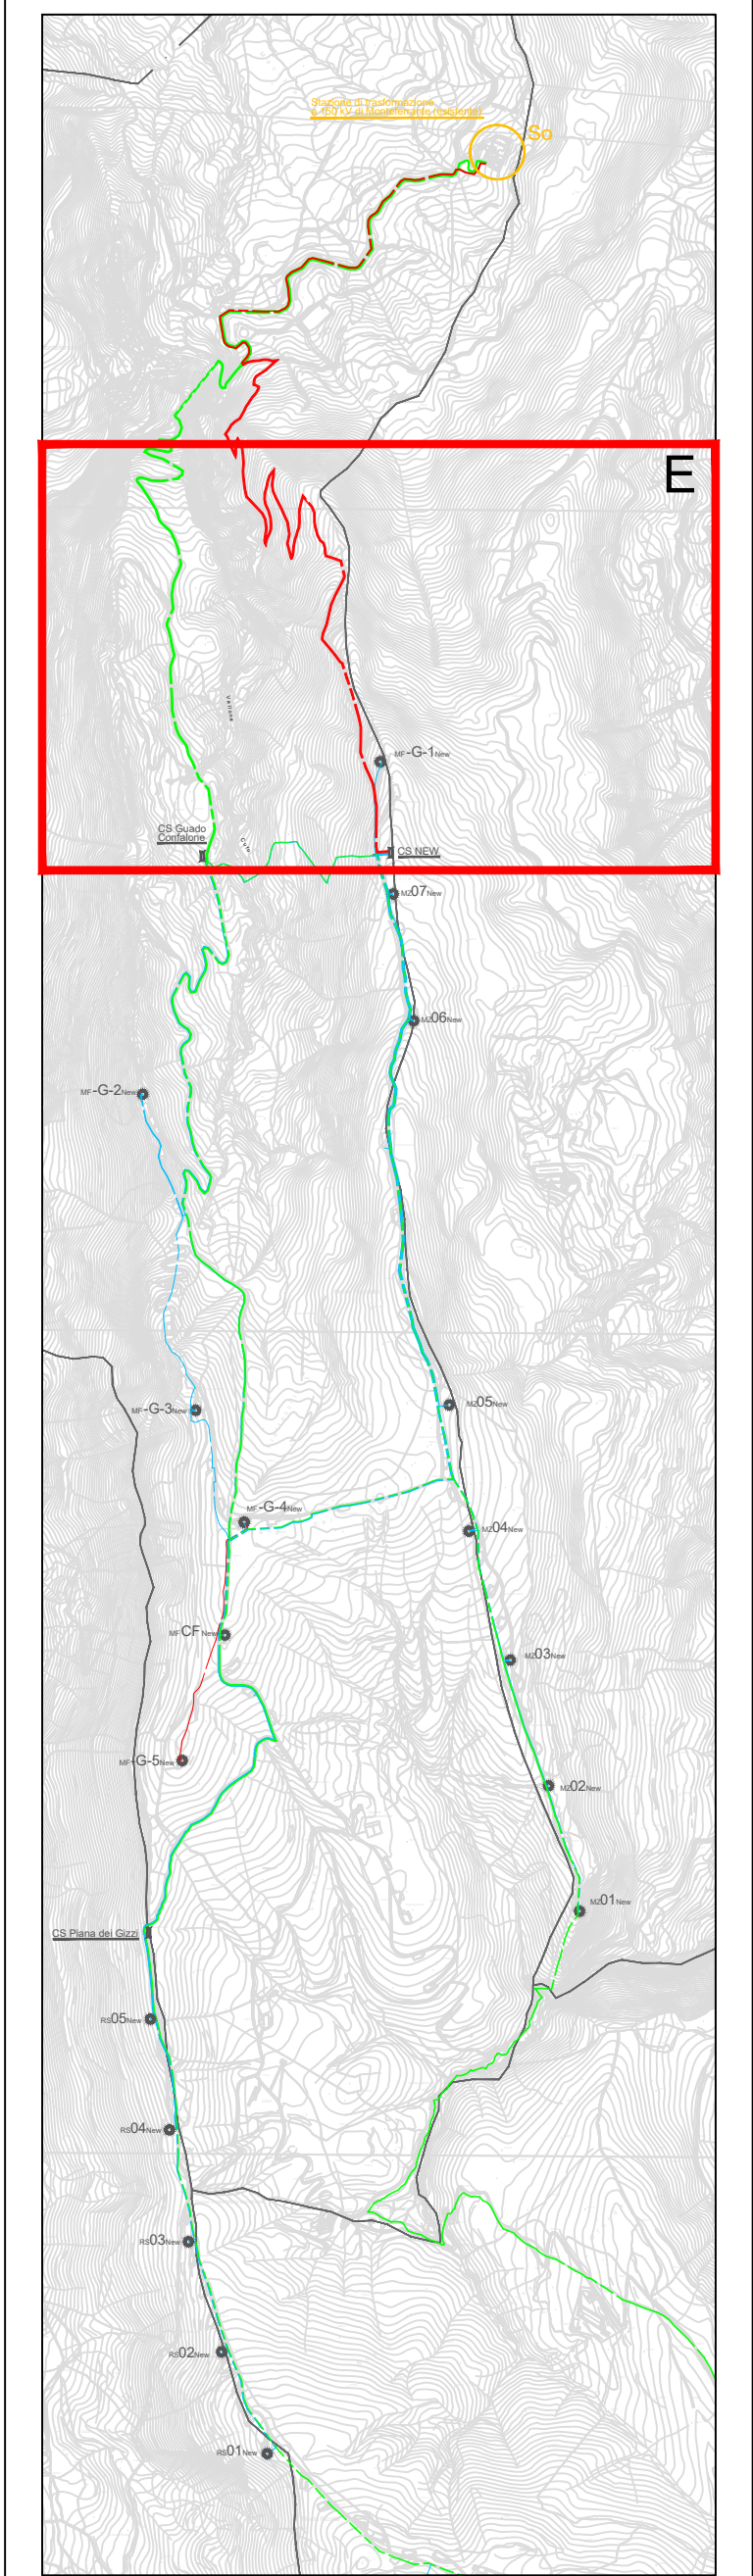 Stazione di trasformazione
a 150 kV di Monteferrante (esistente)
So
E
Vallone
MF-G-1New
CS Guado
Confalone
CS NEW
MZ07New
MZ06New
MF-G-2New
MZ05New
MF-G-3New
MF-G-4New
MZ04New
MFCFNew
MZ03New
MF-G-5New
MZ02New
MZ01New
CS Piana dei Gizzi
RS05New
RS04New
RS03New
RS02New
RS01New